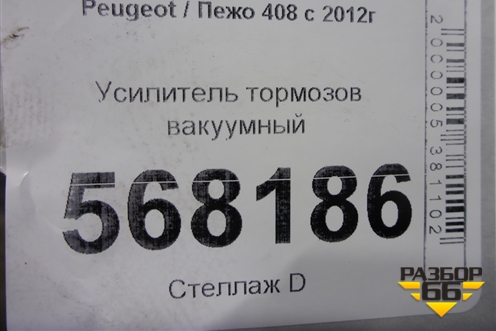 Peugeot / Пежо 408 с 2012г
Усилитель тормозов
вакуумный
568186
Стеллаж D
2000005381102
РАЗБОР
66